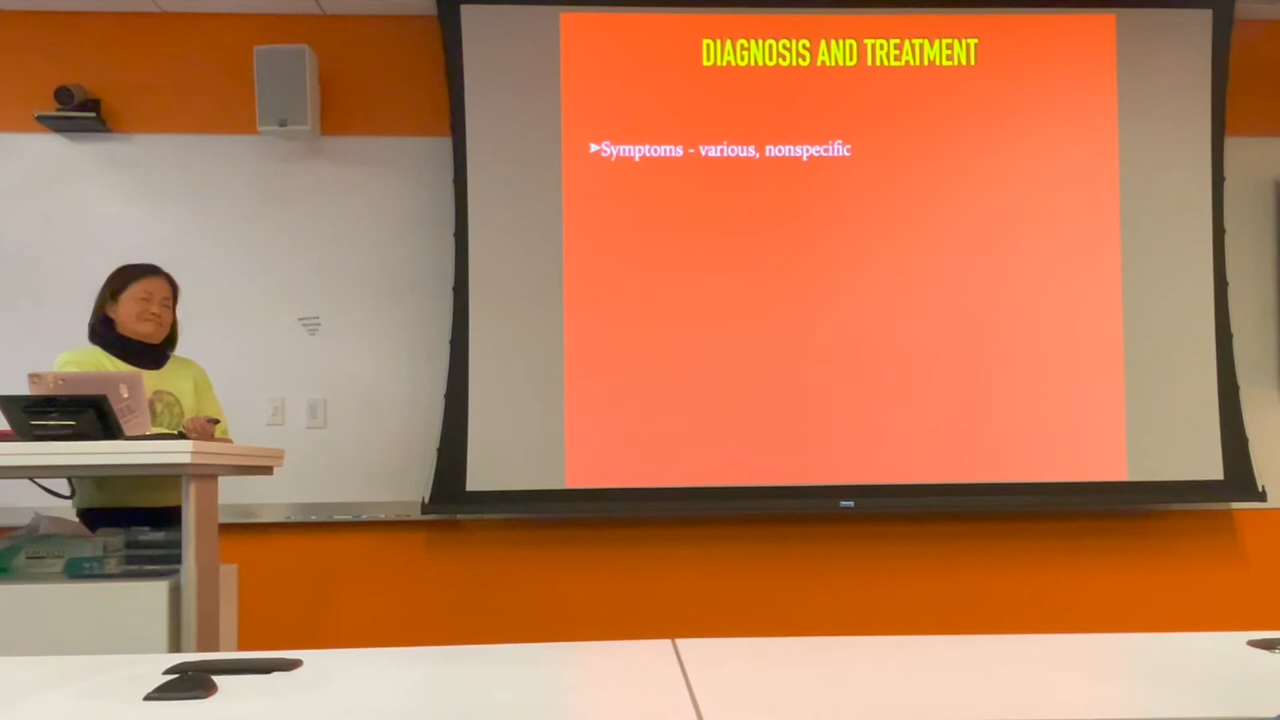 DIAGNOSIS AND TREATMENT
➢Symptoms - various, nonspecific